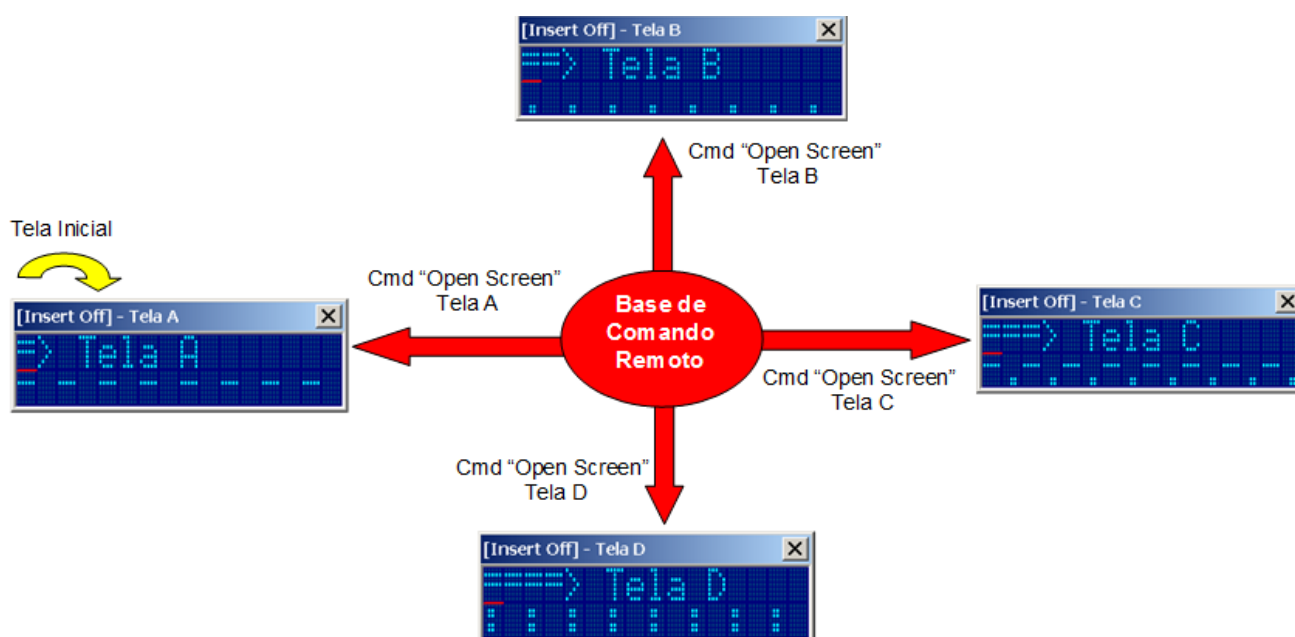 [Insert Off] - Tela B
==> Tela B
. . . . . . . .
Cmd “Open Screen”
Tela B
Tela Inicial
Cmd “Open Screen”
Tela A
[Insert Off] - Tela A
=> Tela A
- - - - - - - -
Base de
Comando
Remoto
[Insert Off] - Tela C
===> Tela C
-.-.-.-.-.-.-.-.
Cmd “Open Screen”
Tela C
Cmd “Open Screen”
Tela D
[Insert Off] - Tela D
====> Tela D
: : : : : : : :